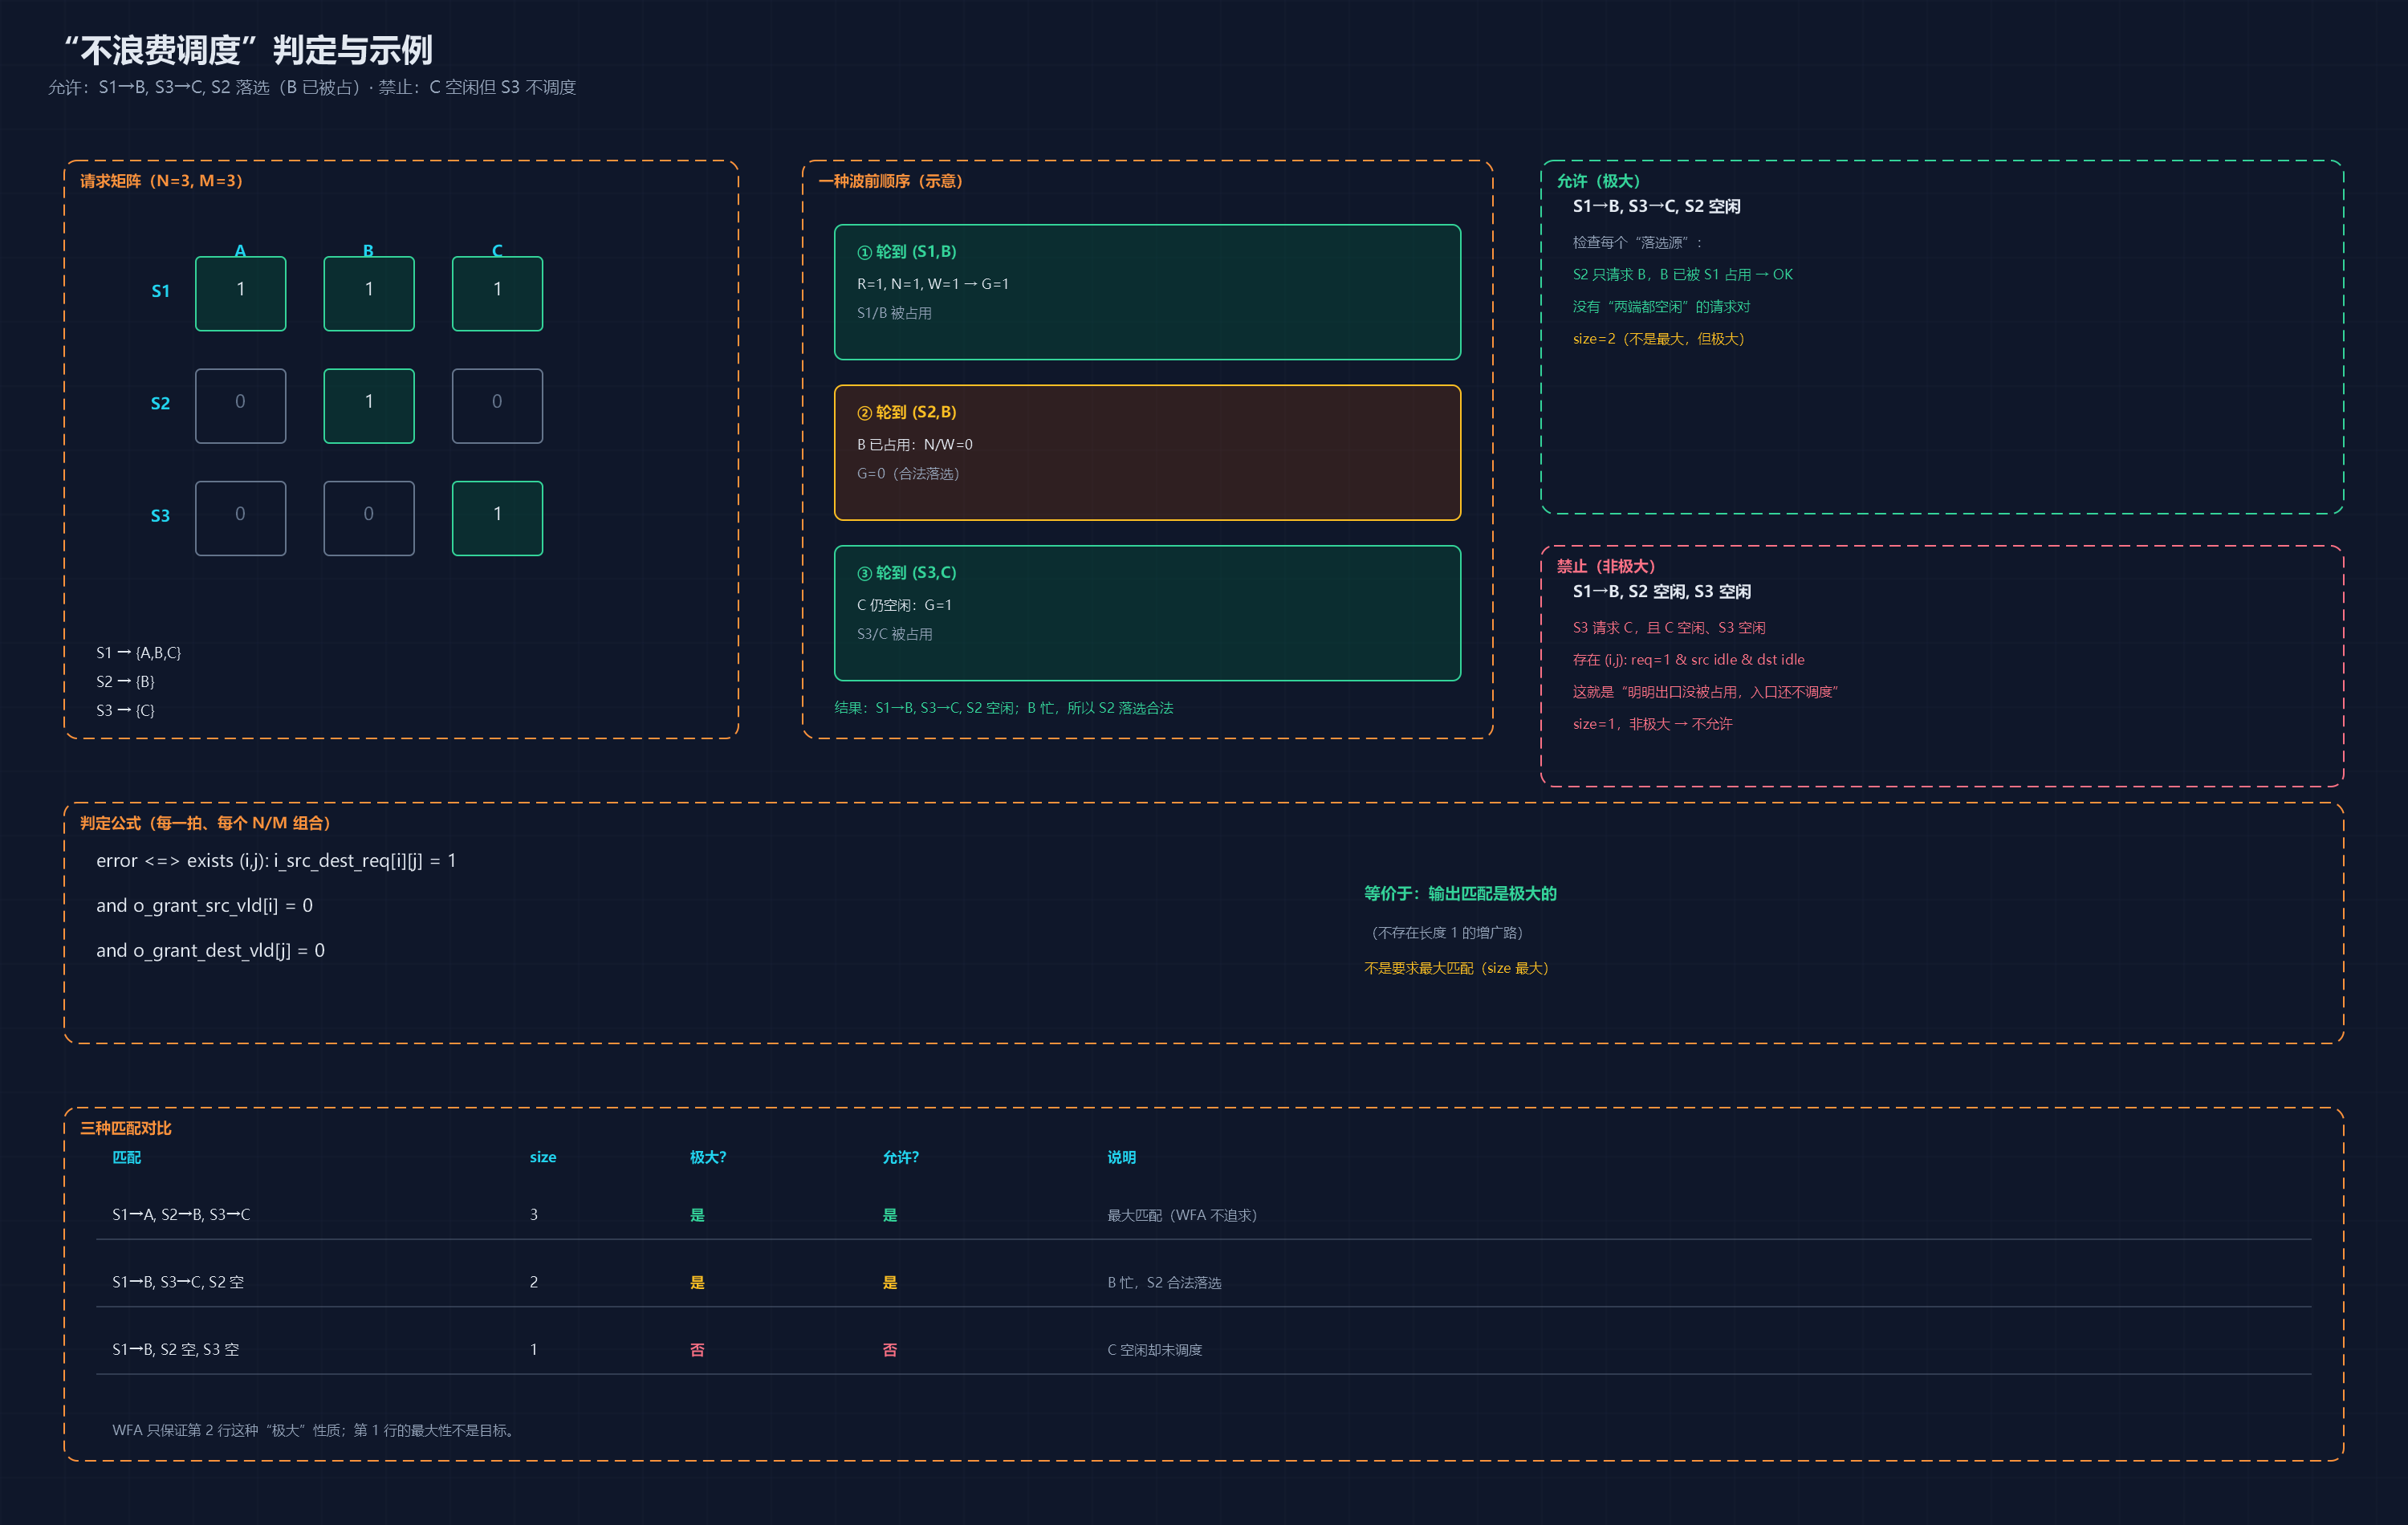 “不浪费调度”判定与示例
允许：S1→B, S3→C, S2 落选（B 已被占）· 禁止：C 空闲但 S3 不调度
请求矩阵（N=3, M=3）
A B C
S1 1 1 1
S2 0 1 0
S3 0 0 1
S1 → {A,B,C}
S2 → {B}
S3 → {C}
一种波前顺序（示意）
① 轮到 (S1,B)
R=1, N=1, W=1 → G=1
S1/B 被占用
② 轮到 (S2,B)
B 已占用：N/W=0
G=0（合法落选）
③ 轮到 (S3,C)
C 仍空闲：G=1
S3/C 被占用
结果：S1→B, S3→C, S2 空闲；B 忙，所以 S2 落选合法
允许（极大）
S1→B, S3→C, S2 空闲
检查每个“落选源”：
S2 只请求 B，B 已被 S1 占用 → OK
没有“两端都空闲”的请求对
size=2（不是最大，但极大）
禁止（非极大）
S1→B, S2 空闲, S3 空闲
S3 请求 C，且 C 空闲、S3 空闲
存在 (i,j): req=1 & src idle & dst idle
这就是“明明出口没被占用，入口还不调度”
size=1，非极大 → 不允许
判定公式（每一拍、每个 N/M 组合）
error <=> exists (i,j): i_src_dest_req[i][j] = 1
and o_grant_src_vld[i] = 0
and o_grant_dest_vld[j] = 0
等价于：输出匹配是极大的
（不存在长度 1 的增广路）
不是要求最大匹配（size 最大）
三种匹配对比
匹配 size 极大? 允许? 说明
S1→A, S2→B, S3→C 3 是 是 最大匹配（WFA 不追求）
S1→B, S3→C, S2 空 2 是 是 B 忙，S2 合法落选
S1→B, S2 空, S3 空 1 否 否 C 空闲却未调度
WFA 只保证第 2 行这种“极大”性质；第 1 行的最大性不是目标。